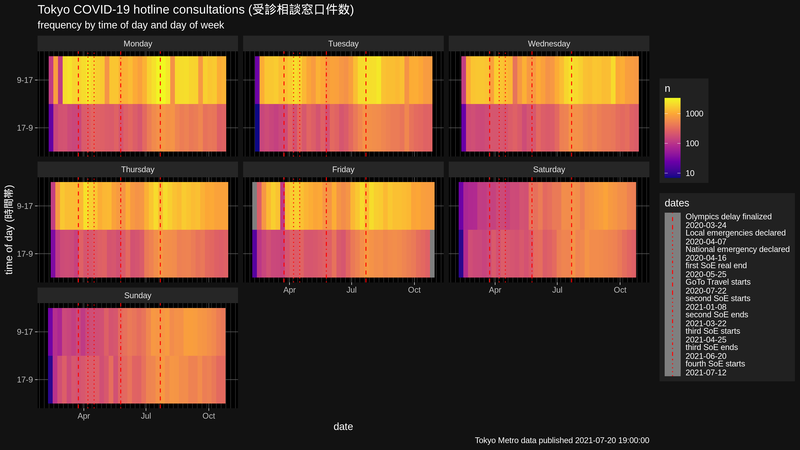 Tokyo COVID-19 hotline consultations (受診相談窓口件数)
frequency by time of day and day of week
Monday
Tuesday
Wednesday
9-17
17-9
Thursday
Friday
Saturday
9-17
17-9
Apr
Jul
Oct
Apr
Jul
Oct
Sunday
9-17
17-9
Apr
Jul
Oct
time of day (時間帯)
date
n
1000
100
10
dates
Olympics delay finalized
2020-03-24
Local emergencies declared
2020-04-07
National emergency declared
2020-04-16
first SoE real end
2020-05-25
GoTo Travel starts
2020-07-22
second SoE starts
2021-01-08
second SoE ends
2021-03-22
third SoE starts
2021-04-25
third SoE ends
2021-06-20
fourth SoE starts
2021-07-12
Tokyo Metro data published 2021-07-20 19:00:00